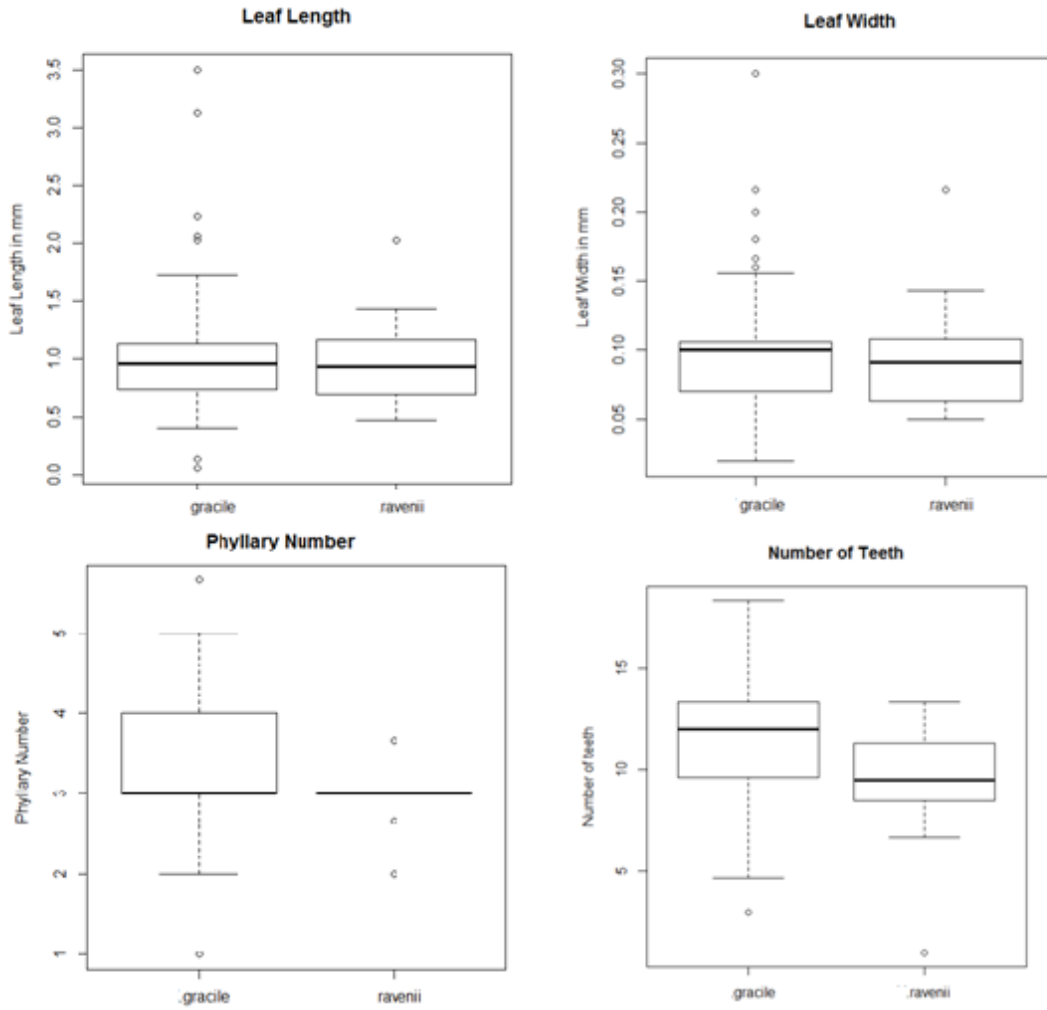 Leaf Length
Leaf Length in mm
3.5
3.0
2.5
2.0
1.5
1.0
0.5
0.0
gracile
ravenii
Leaf Width
Leaf Width in mm
0.30
0.25
0.20
0.15
0.10
0.05
gracile
ravenii
Phyllary Number
Phyllary Number
5
4
3
2
1
gracile
ravenii
Number of Teeth
Number of teeth
15
10
5
gracile
ravenii